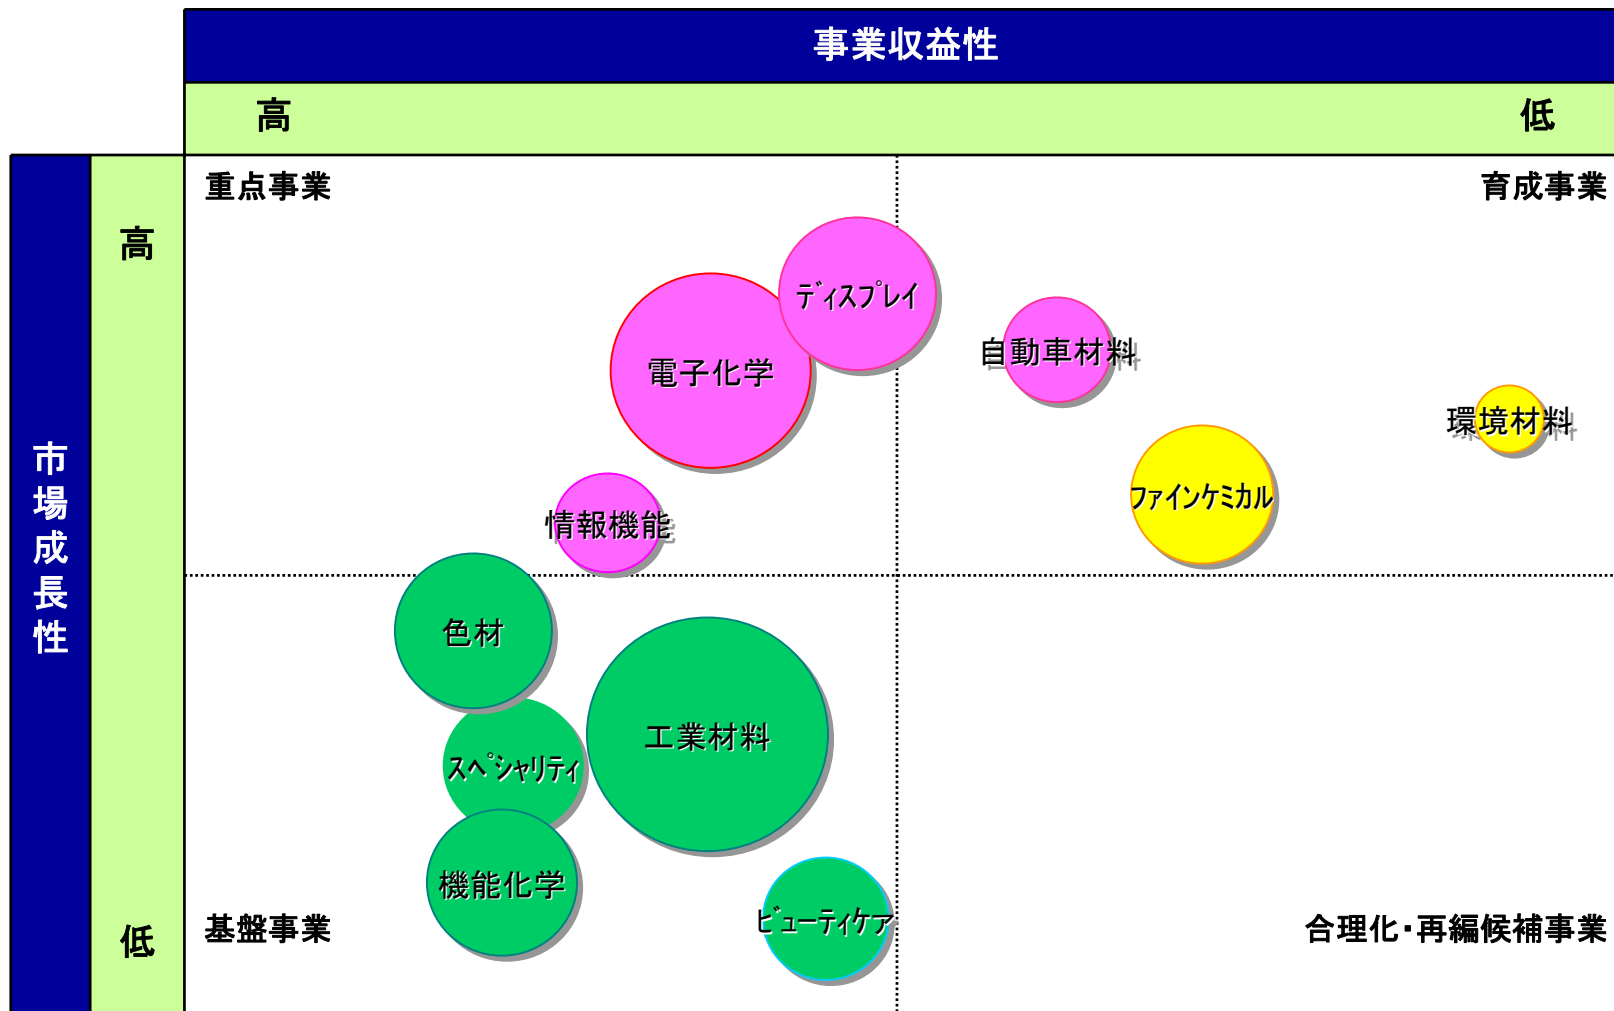 事業収益性
高
低
重点事業
育成事業
高
ディスプレイ
自動車材料
電子化学
環境材料
ファインケミカル
情報機能
市場成長性
色材
工業材料
スペシャリティ
機能化学
ビューティケア
基盤事業
合理化・再編候補事業
低